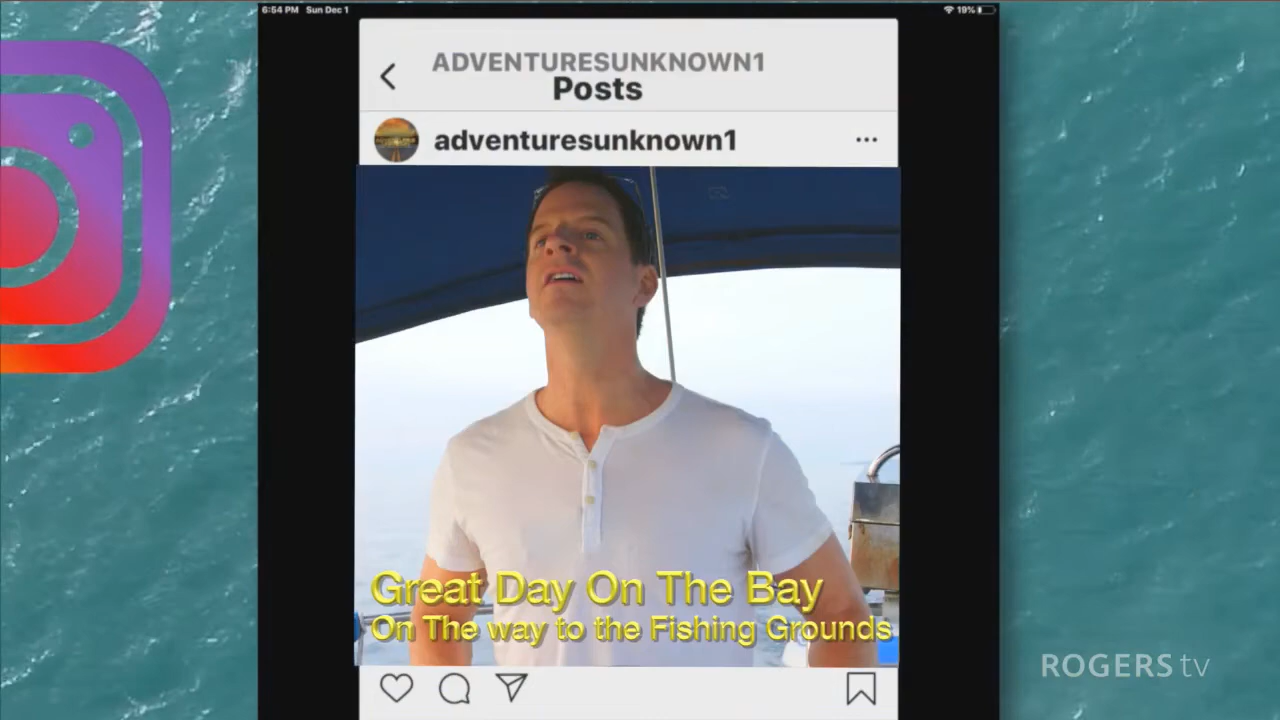 6:54 PM Sun Dec 1
19%
ADVENTURESUNKNOWN1
Posts
adventuresunknown1
Great Day On The Bay
On The way to the Fishing Grounds
ROGERS tv